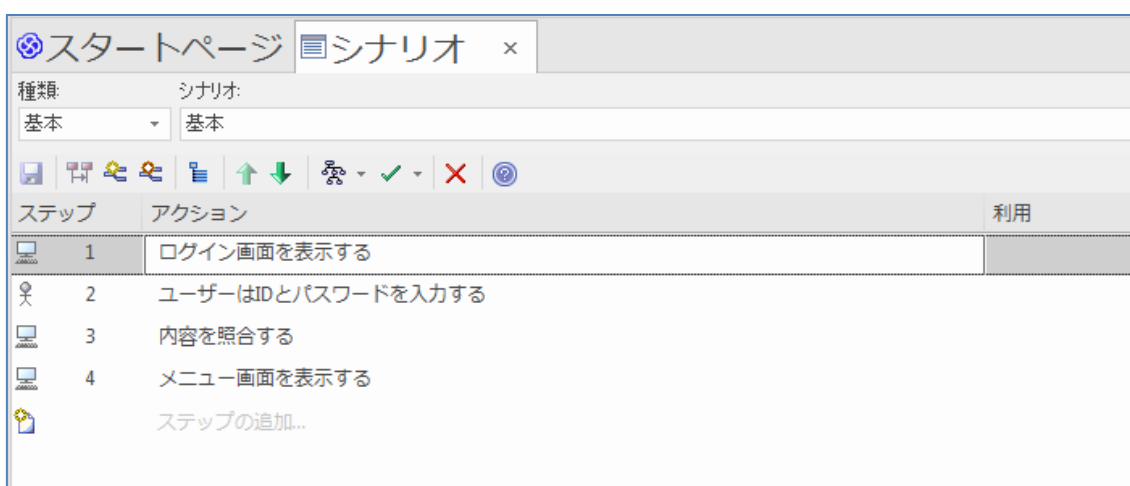 スタートページ シナリオ ×
種類: シナリオ:
基本 基本
ステップ アクション 利用
1 ログイン画面を表示する
2 ユーザーはIDとパスワードを入力する
3 内容を照合する
4 メニュー画面を表示する
ステップの追加...